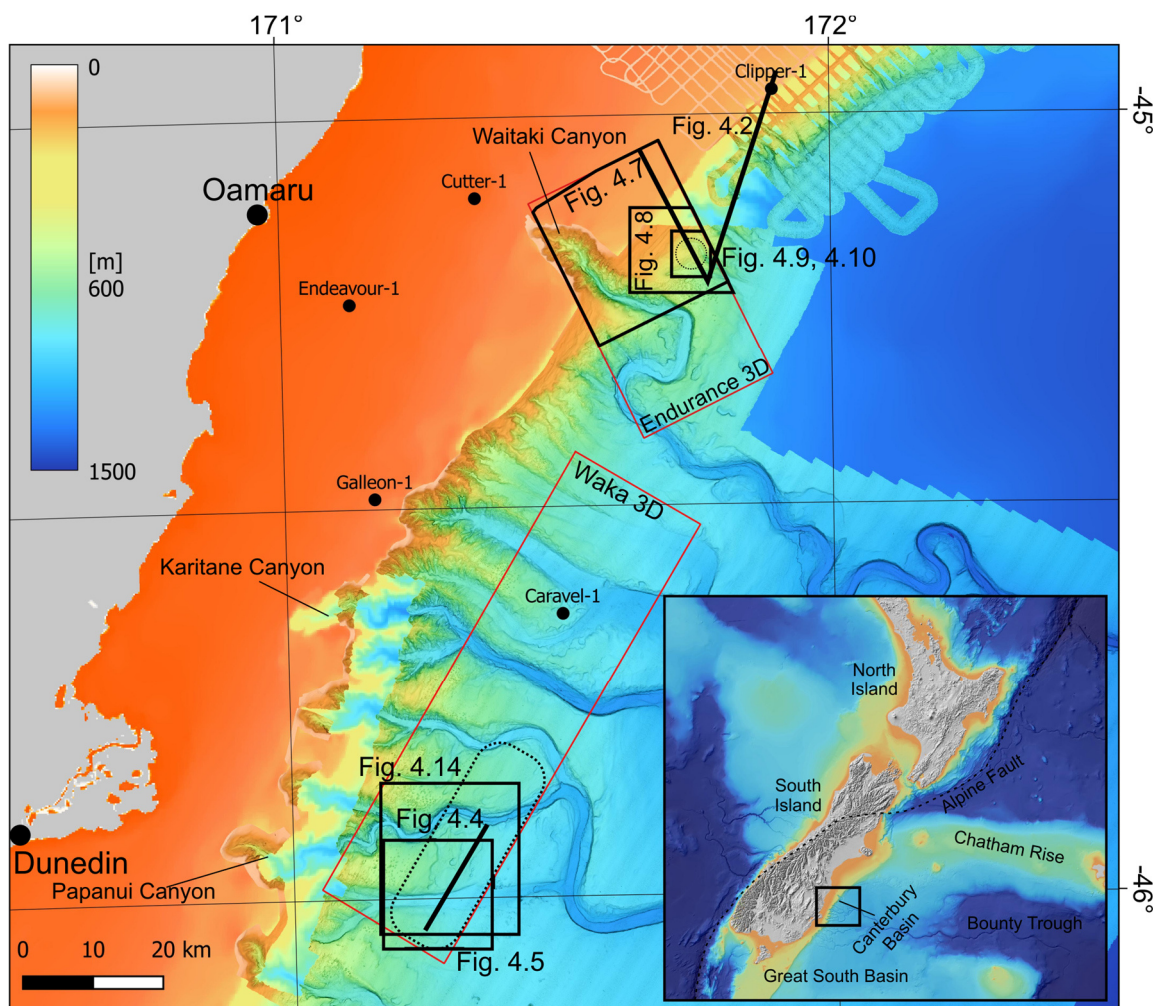 171°
172°
0
Clipper-1
-45°
Fig. 4.2
Waitaki Canyon
Fig. 4.7
Cutter-1
Oamaru
Fig. 4.8
Fig. 4.9, 4.10
[m]
600
Endeavour-1
Endurance 3D
1500
Waka 3D
Galleon-1
Karitane Canyon
Caravel-1
North
Island
South
Island
Alpine Fault
Chatham Rise
Canterbury
Basin
Bounty Trough
Great South Basin
Fig. 4.14
Fig. 4.4
Dunedin
Papanui Canyon
-46°
0 10 20 km
Fig. 4.5